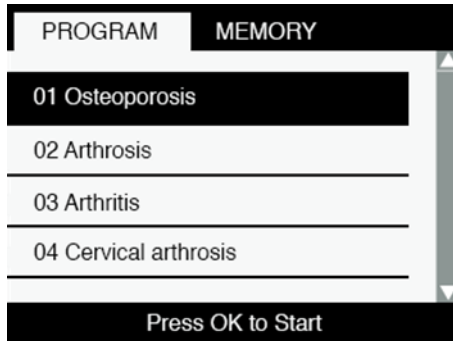 PROGRAM MEMORY
01 Osteoporosis
02 Arthrosis
03 Arthritis
04 Cervical arthrosis
Press OK to Start